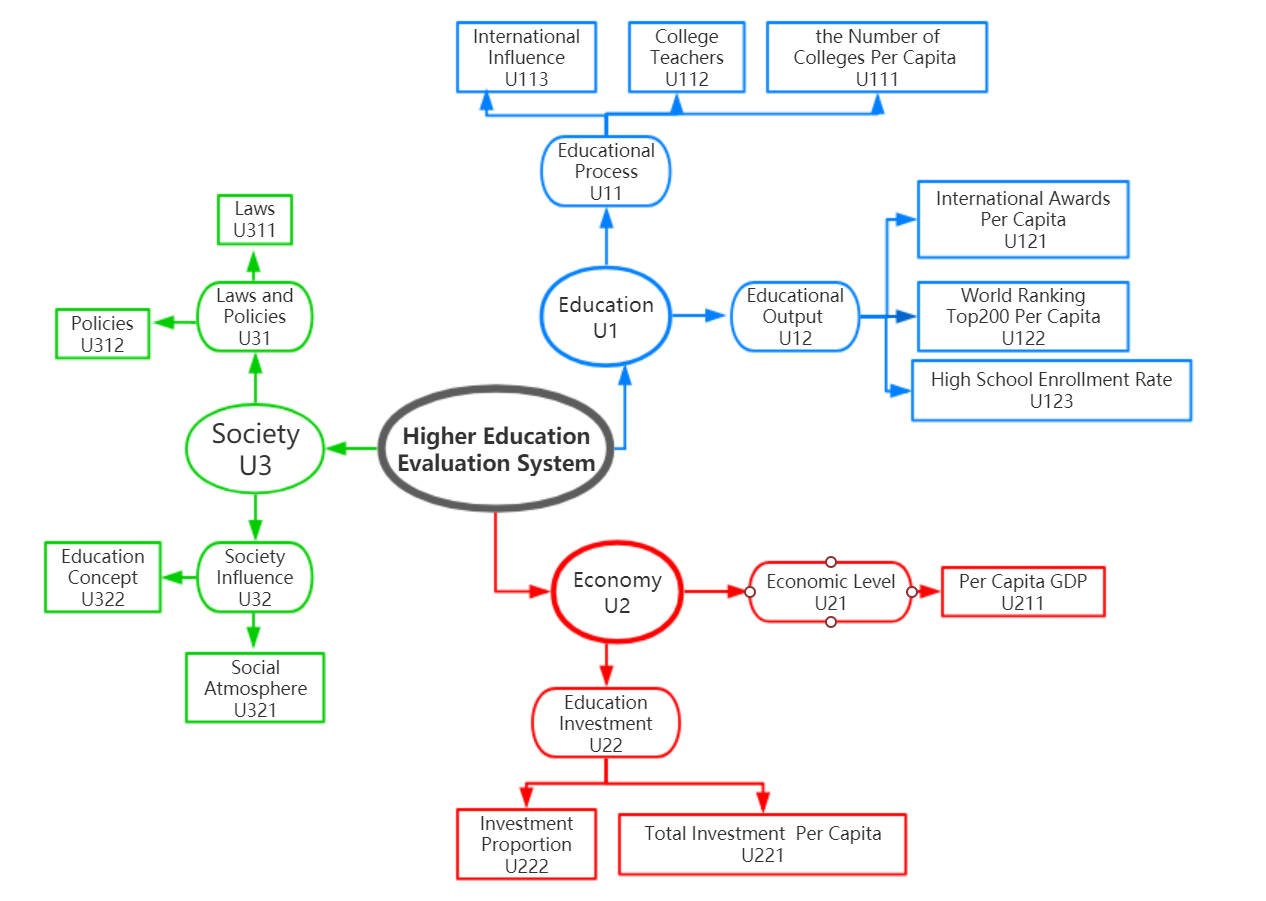 International
Influence
U113
College
Teachers
U112
the Number of
Colleges Per Capita
U111
Educational
Process
U11
International Awards
Per Capita
U121
Laws
U311
Education
U1
Educational
Output
U12
World Ranking
Top200 Per Capita
U122
Laws and
Policies
U31
Policies
U312
High School Enrollment Rate
U123
Society
U3
Higher Education
Evaluation System
Education
Concept
U322
Society
Influence
U32
Economy
U2
Economic Level
U21
Per Capita GDP
U211
Social
Atmosphere
U321
Education
Investment
U22
Investment
Proportion
U222
Total Investment Per Capita
U221